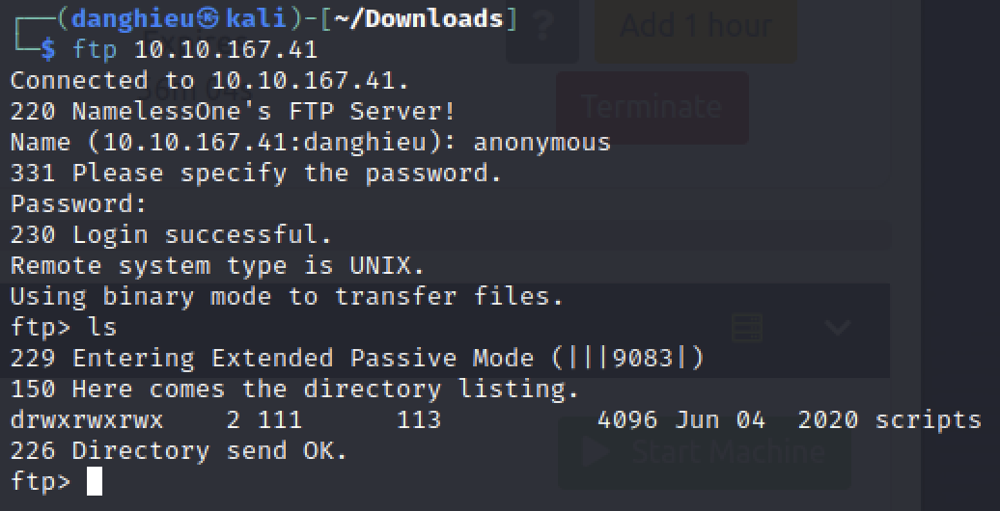 ┌──(danghieu㉿kali)-[~/Downloads]
└─$ ftp 10.10.167.41
Connected to 10.10.167.41.
220 NamelessOne's FTP Server!
Name (10.10.167.41:danghieu): anonymous
331 Please specify the password.
Password:
230 Login successful.
Remote system type is UNIX.
Using binary mode to transfer files.
ftp> ls
229 Entering Extended Passive Mode (|||9083|)
150 Here comes the directory listing.
drwxrwxrwx    2 111      113          4096 Jun 04  2020 scripts
226 Directory send OK.
ftp>
Expires
?
Add 1 hour
Terminate
Start Machine